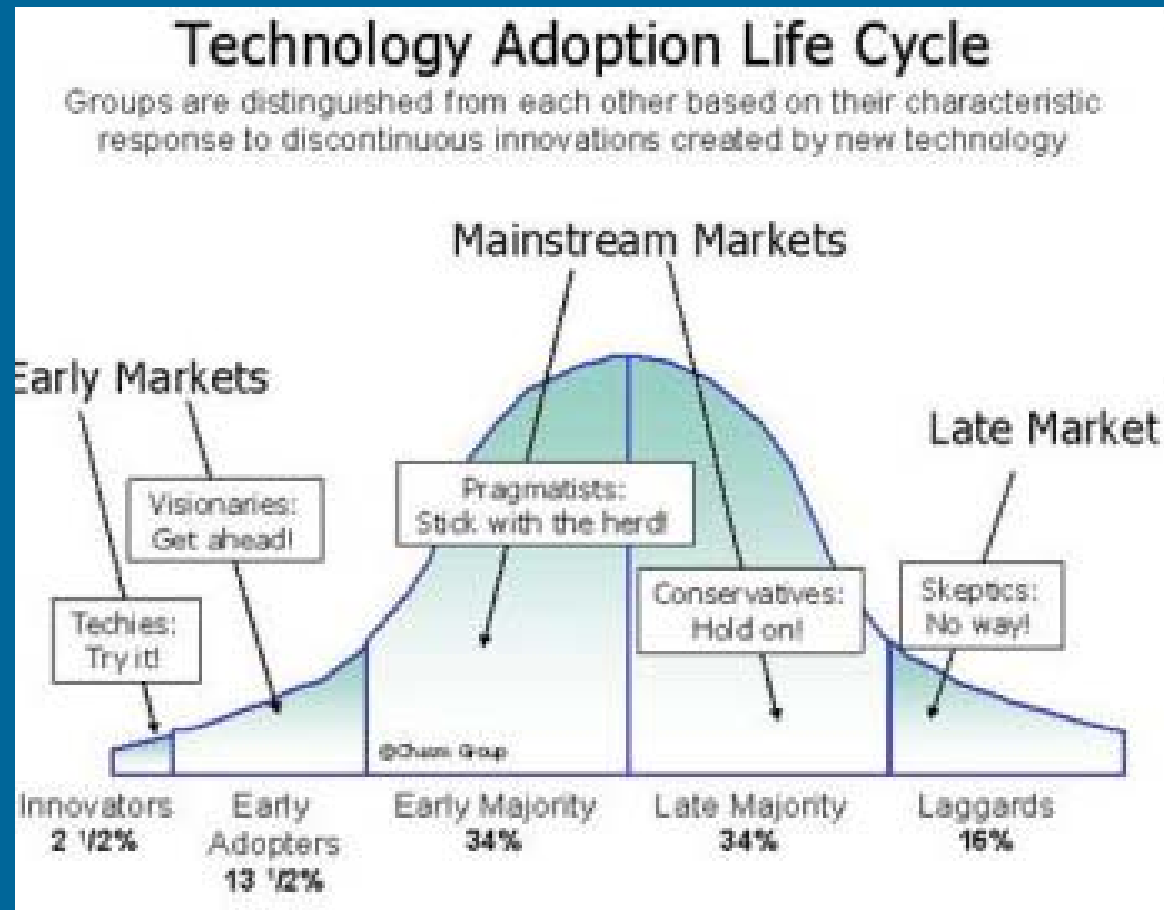 Technology Adoption Life Cycle
Groups are distinguished from each other based on their characteristic
response to discontinuous innovations created by new technology
Mainstream Markets
Early Markets
Late Market
Visionaries:
Get ahead!
Pragmatists:
Stick with the herd!
Techies:
Try it!
Conservatives:
Hold on!
Skeptics:
No way!
@Chasm Group
Innovators
2 1/2%
Early
Adopters
13 1/2%
Early Majority
34%
Late Majority
34%
Laggards
16%